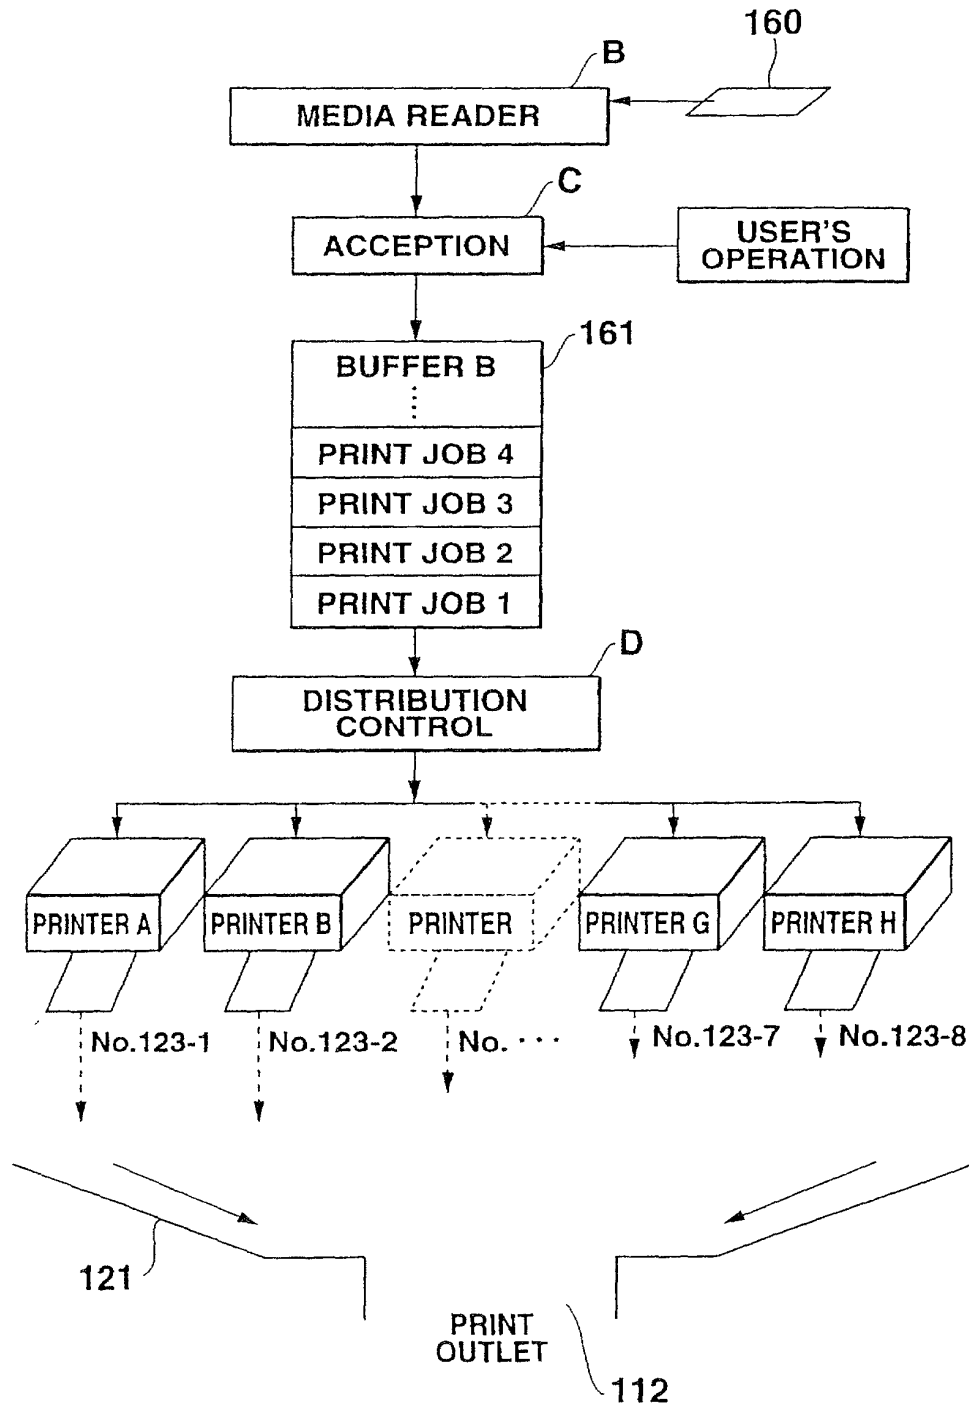 160
B
MEDIA READER
C
ACCEPTION
USER'S
OPERATION
161
BUFFER B
PRINT JOB 4
PRINT JOB 3
PRINT JOB 2
PRINT JOB 1
D
DISTRIBUTION
CONTROL
PRINTER A
PRINTER B
PRINTER
PRINTER G
PRINTER H
No.123-1
No.123-2
No. ···
No.123-7
No.123-8
121
PRINT
OUTLET
112